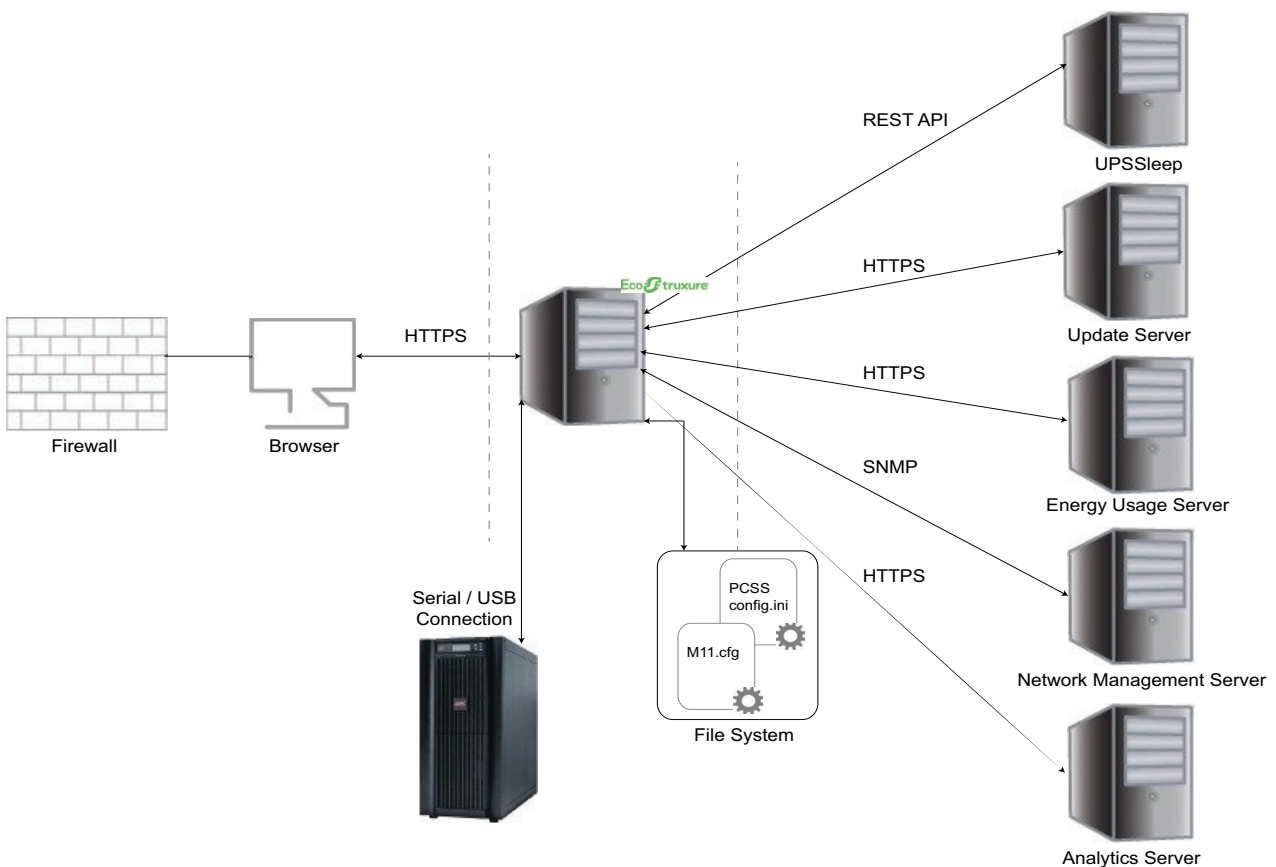 REST API
UPSSleep
HTTPS
Update Server
EcoStruxure
HTTPS
HTTPS
Energy Usage Server
Firewall
Browser
SNMP
Network Management Server
HTTPS
Serial / USB
Connection
PCSS
config.ini
M11.cfg
File System
APC
Analytics Server